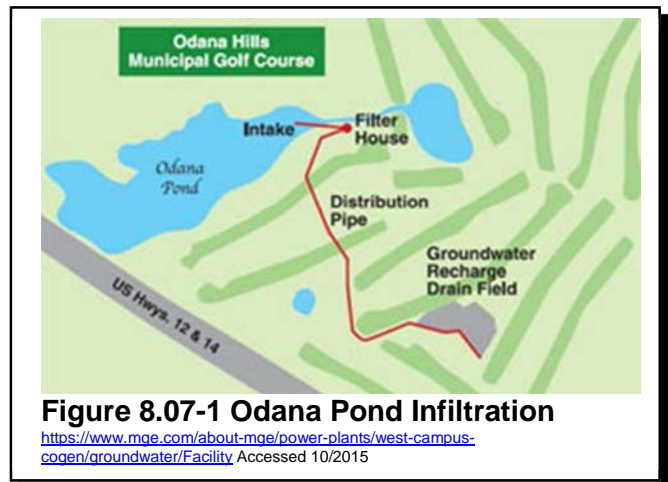 Odana Hills
Municipal Golf Course
Intake
Filter
House
Odana
Pond
Distribution
Pipe
Groundwater
Recharge
Drain Field
US Hwys. 12 & 14
Figure 8.07-1 Odana Pond Infiltration
https://www.mge.com/about-mge/power-plants/west-campus-
cogen/groundwater/Facility Accessed 10/2015